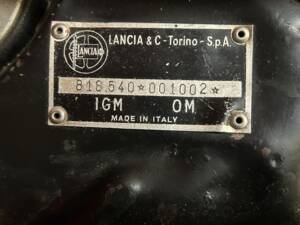 LANCIA
LANCIA & C - Torino - S.p.A.
818.540☆001002☆
IGM OM
MADE IN ITALY